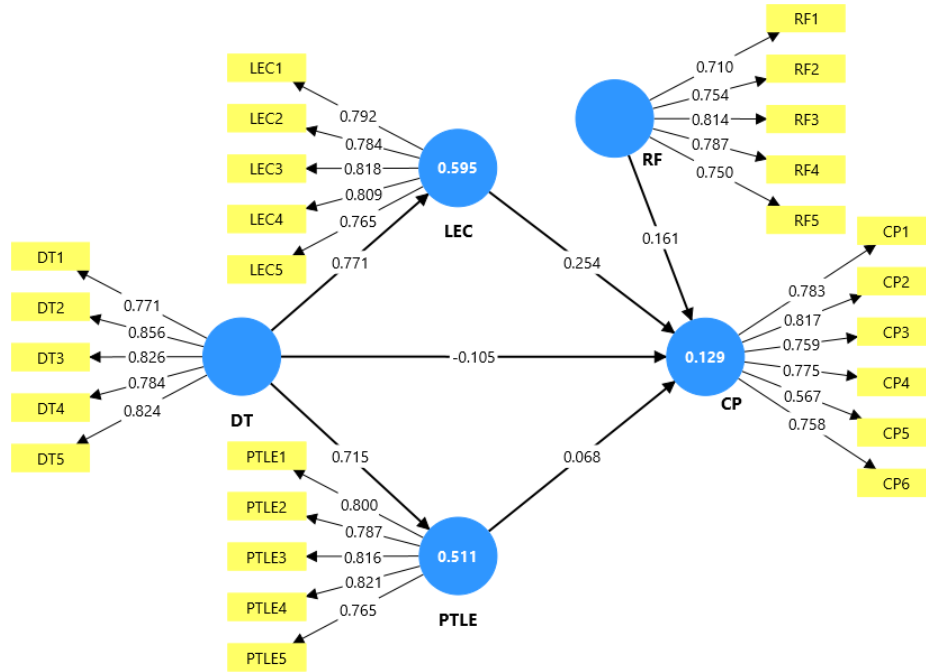 RF1
RF2
RF3
RF4
RF5
0.710
0.754
0.814
0.787
0.750
RF
LEC1
LEC2
LEC3
LEC4
LEC5
0.792
0.784
0.818
0.809
0.765
0.595
LEC
0.771
0.254
0.161
DT1
DT2
DT3
DT4
DT5
0.771
0.856
0.826
0.784
0.824
DT
-0.105
0.129
CP
0.783
0.817
0.759
0.775
0.567
0.758
CP1
CP2
CP3
CP4
CP5
CP6
0.715
0.068
PTLE1
PTLE2
PTLE3
PTLE4
PTLE5
0.800
0.787
0.816
0.821
0.765
0.511
PTLE